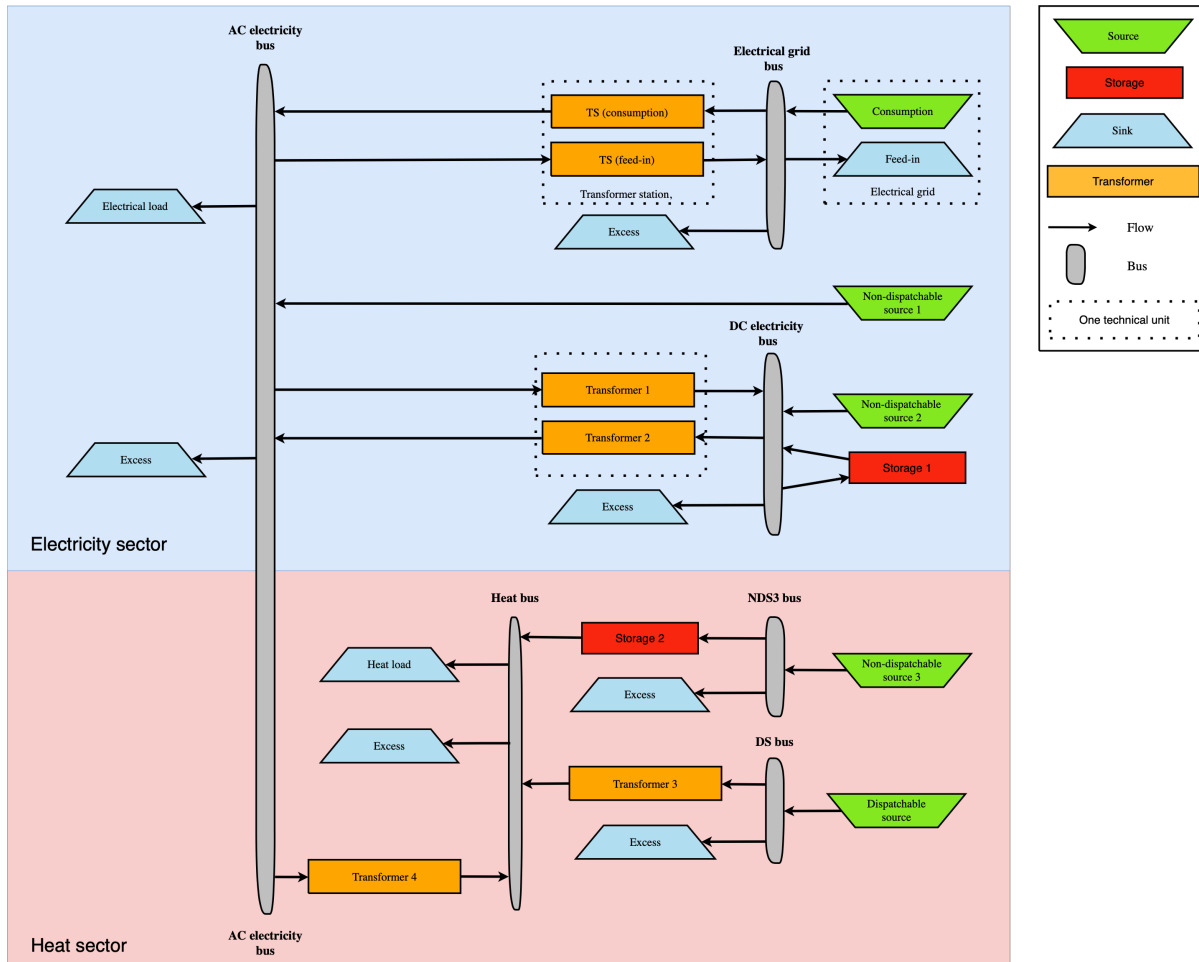 AC electricity
bus
Electrical grid
bus
TS (consumption)
Consumption
TS (feed-in)
Feed-in
Transformer station,
Electrical grid
Electrical load
Excess
Non-dispatchable
source 1
DC electricity
bus
Transformer 1
Non-dispatchable
source 2
Transformer 2
Excess
Storage 1
Excess
Electricity sector
Heat bus
NDS3 bus
Storage 2
Heat load
Non-dispatchable
source 3
Excess
Excess
DS bus
Transformer 3
Dispatchable
source
Excess
Transformer 4
AC electricity
bus
Heat sector
Source
Storage
Sink
Transformer
Flow
Bus
One technical unit